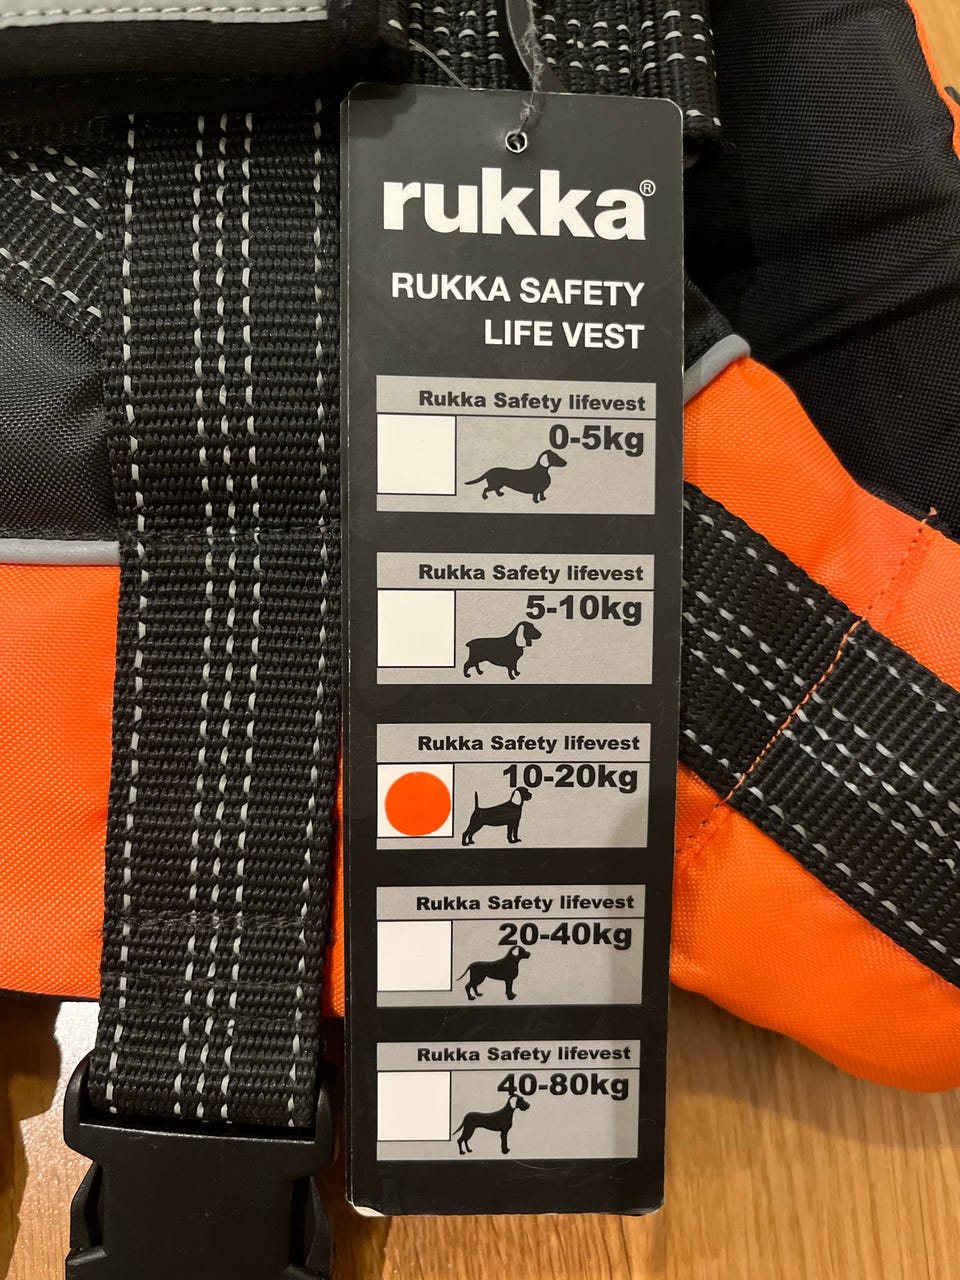 rukka®
RUKKA SAFETY
LIFE VEST
Rukka Safety lifevest
0-5kg
Rukka Safety lifevest
5-10kg
Rukka Safety lifevest
10-20kg
Rukka Safety lifevest
20-40kg
Rukka Safety lifevest
40-80kg